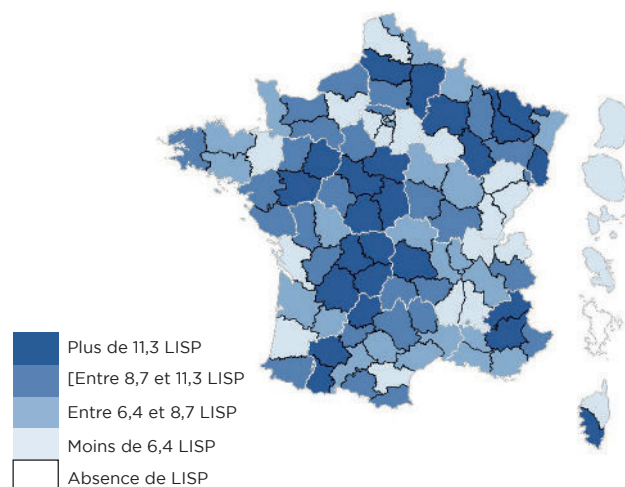 Plus de 11,3 LISP
[Entre 8,7 et 11,3 LISP
Entre 6,4 et 8,7 LISP
Moins de 6,4 LISP
Absence de LISP